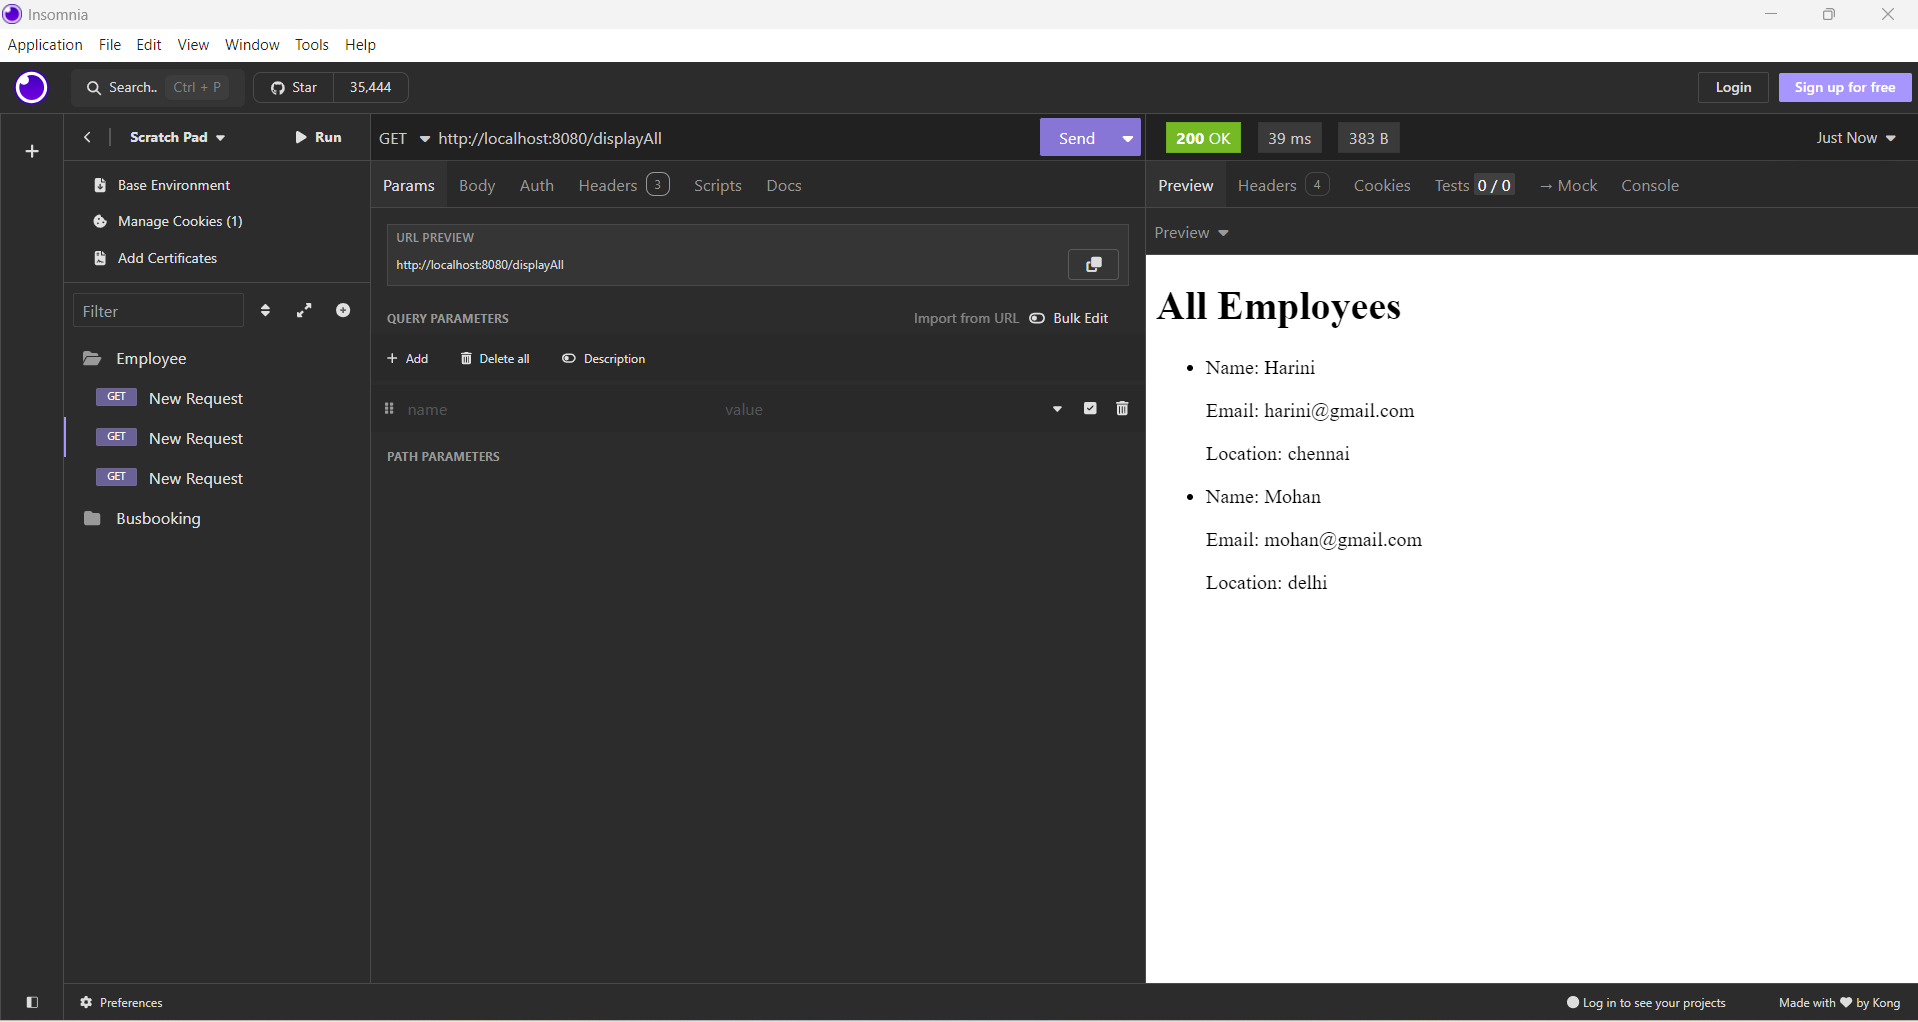 Insomnia
Application File Edit View Window Tools Help
Search.. Ctrl + P Star 35,444 Login Sign up for free
Scratch Pad Run
Base Environment
Manage Cookies (1)
Add Certificates
Filter
Employee
GET New Request
GET New Request
GET New Request
Busbooking
GET http://localhost:8080/displayAll Send
Params Body Auth Headers 3 Scripts Docs
URL PREVIEW
http://localhost:8080/displayAll
QUERY PARAMETERS Import from URL Bulk Edit
+ Add Delete all Description
name value
PATH PARAMETERS
200 OK 39 ms 383 B Just Now
Preview Headers 4 Cookies Tests 0 / 0 → Mock Console
Preview
All Employees
• Name: Harini
Email: harini@gmail.com
Location: chennai
• Name: Mohan
Email: mohan@gmail.com
Location: delhi
Preferences Log in to see your projects Made with ♥ by Kong